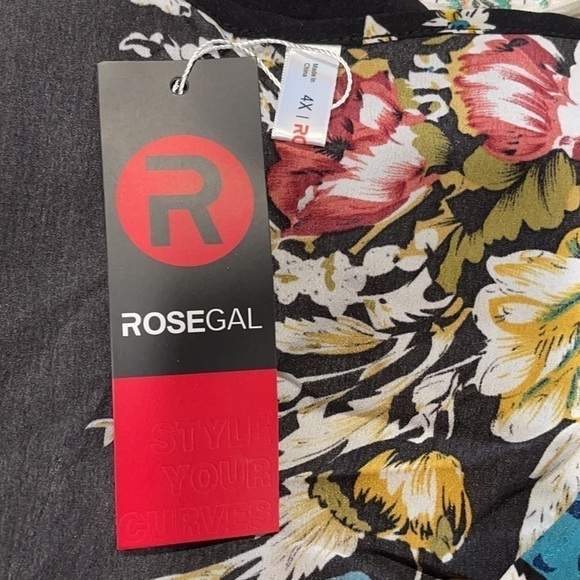 Made in
China
4X | RO
R
ROSEGAL
STYLE
YOUR
CURVES